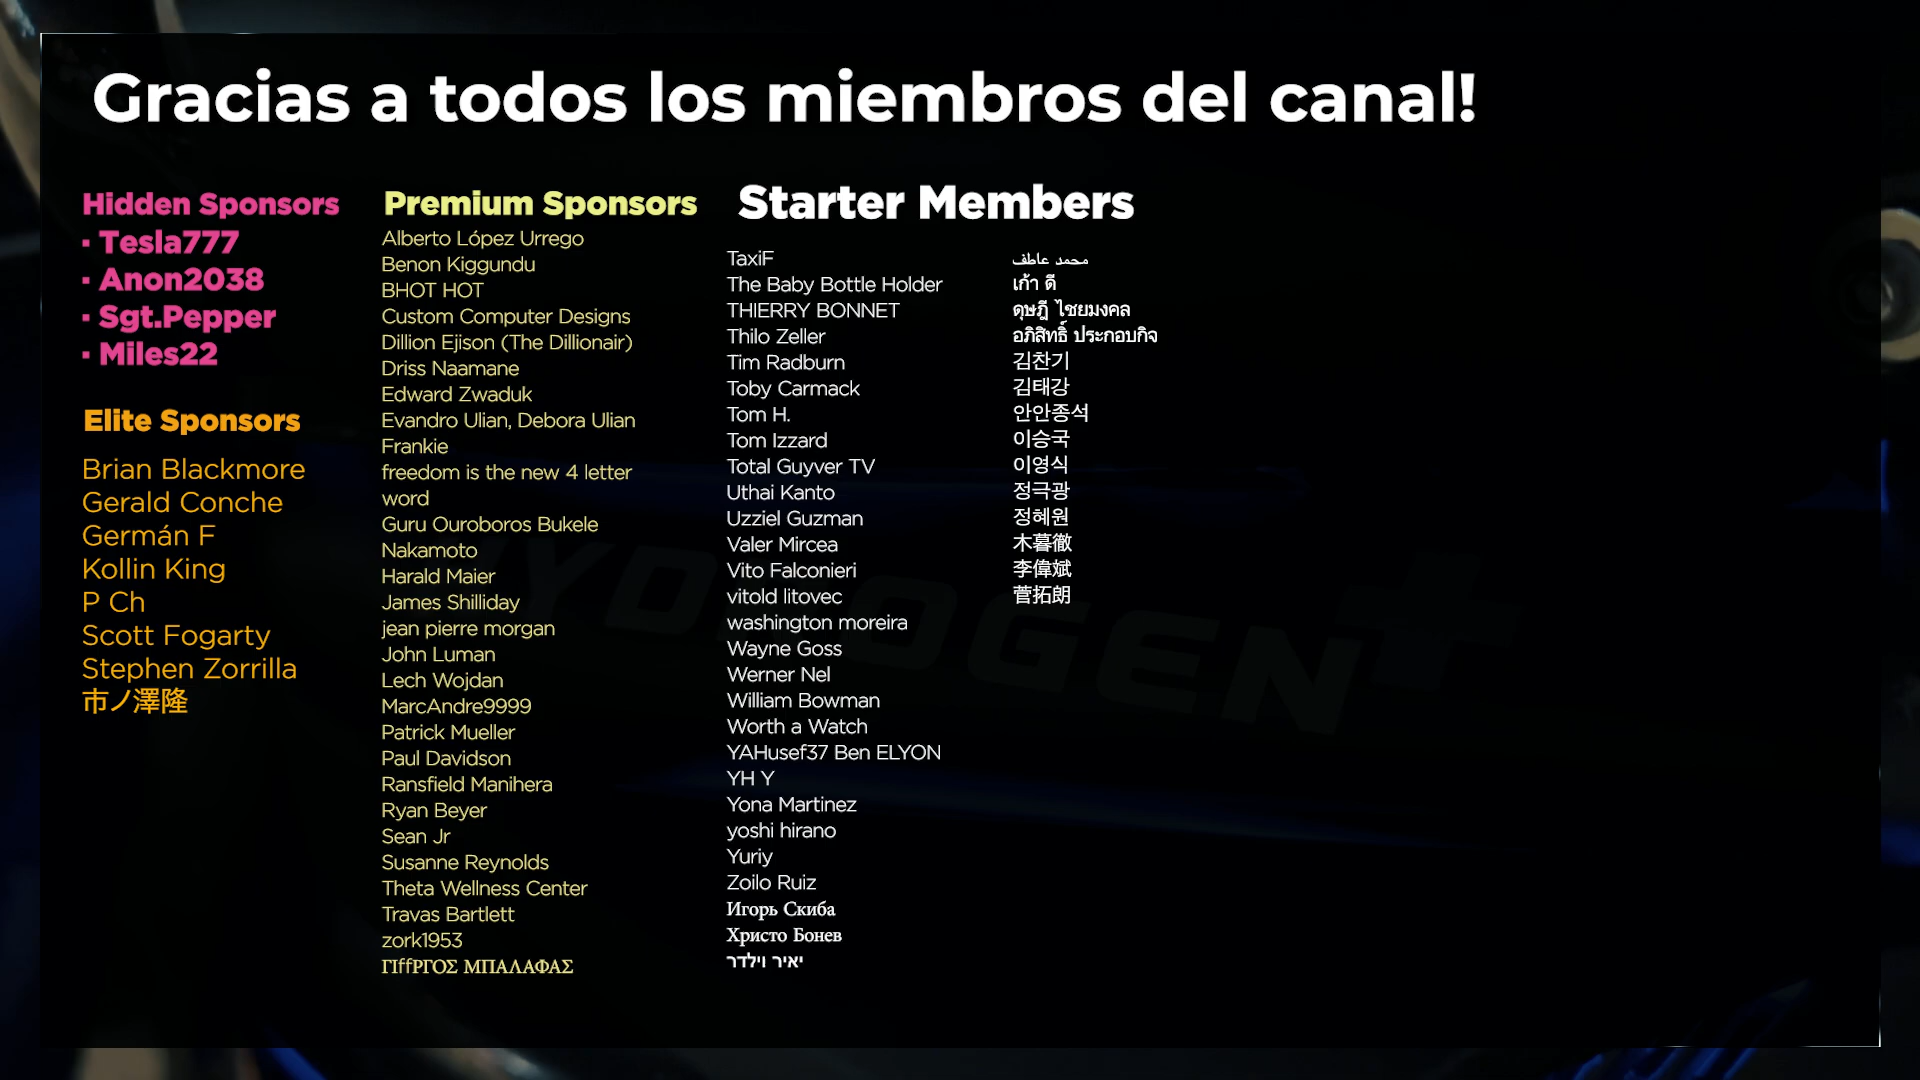 Gracias a todos los miembros del canal!
Hidden Sponsors
· Tesla777
· Anon2038
· Sgt.Pepper
· Miles22
Elite Sponsors
Brian Blackmore
Gerald Conche
Germán F
Kollin King
P Ch
Scott Fogarty
Stephen Zorrilla
市ノ澤隆
Premium Sponsors
Alberto López Urrego
Benon Kiggundu
BHOT HOT
Custom Computer Designs
Dillion Ejison (The Dillionair)
Driss Naamane
Edward Zwaduk
Evandro Ulian, Debora Ulian
Frankie
freedom is the new 4 letter
word
Guru Ouroboros Bukele
Nakamoto
Harald Maier
James Shilliday
jean pierre morgan
John Luman
Lech Wojdan
MarcAndre9999
Patrick Mueller
Paul Davidson
Ransfield Manihera
Ryan Beyer
Sean Jr
Susanne Reynolds
Theta Wellness Center
Travas Bartlett
zork1953
ΓΙffΡΓΟΣ ΜΠΑΛΑΦΑΣ
Starter Members
TaxiF
The Baby Bottle Holder
THIERRY BONNET
Thilo Zeller
Tim Radburn
Toby Carmack
Tom H.
Tom Izzard
Total Guyver TV
Uthai Kanto
Uzziel Guzman
Valer Mircea
Vito Falconieri
vitold litovec
washington moreira
Wayne Goss
Werner Nel
William Bowman
Worth a Watch
YAHusef37 Ben ELYON
YH Y
Yona Martinez
yoshi hirano
Yuriy
Zoilo Ruiz
Игорь Скиба
Христо Бонев
יאיר וילדר
محمد عاطف
เก้า ดี
ดุษฎี ไชยมงคล
อภิสิทธิ์ ประกอบกิจ
김찬기
김태강
안안종석
이승국
이영식
정극광
정혜원
木暮徹
李偉斌
菅拓朗
YOKOGEN+